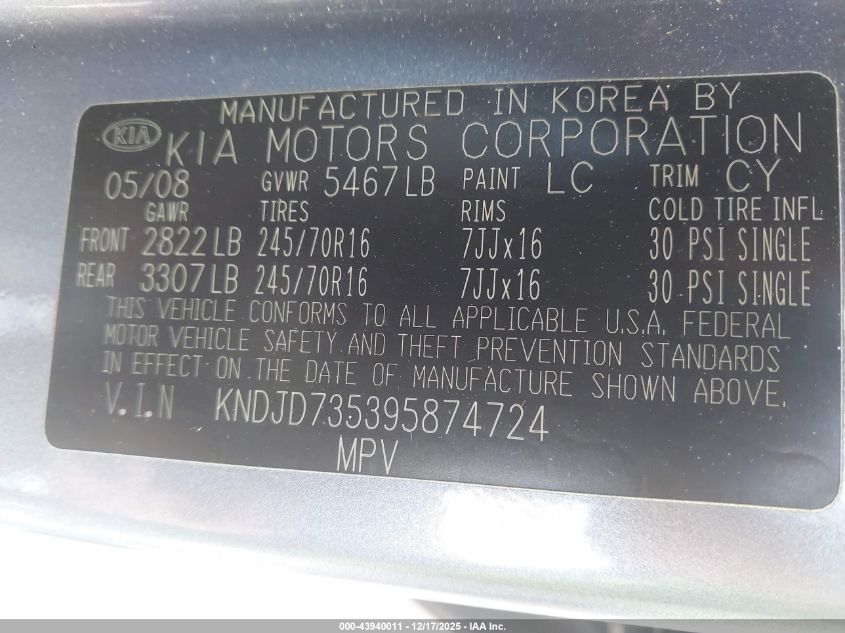 MANUFACTURED IN KOREA BY
KIA KIA MOTORS CORPORATION
05/08 GVWR 5467LB PAINT LC TRIM CY
GAWR TIRES RIMS COLD TIRE INFL
FRONT 2822LB 245/70R16 7JJx16 30 PSI SINGLE
REAR 3307LB 245/70R16 7JJx16 30 PSI SINGLE
THIS VEHICLE CONFORMS TO ALL APPLICABLE U.S.A. FEDERAL
MOTOR VEHICLE SAFETY AND THEFT PREVENTION STANDARDS
IN EFFECT ON THE DATE OF MANUFACTURE SHOWN ABOVE.
V.I.N KNDJD735395874724
MPV
000-43940011 - 12/17/2025 - IAA Inc.